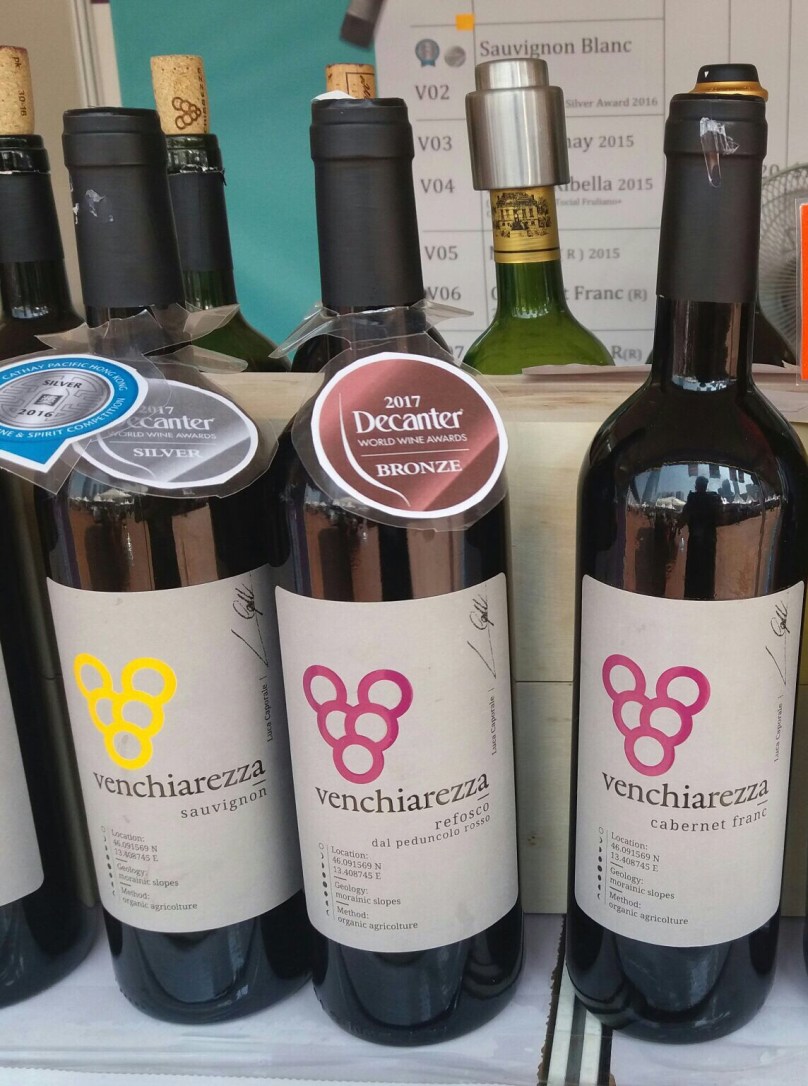 Sauvignon Blanc
V02
Silver Award 2016
V03
2015
V04
2015
V05
( R ) 2015
V06
Franc (R)
R(R)
CATHAY PACIFIC HONG KONG
SILVER
2016
WINE & SPIRIT COMPETITION
2017
Decanter
WORLD WINE AWARDS
SILVER
2017
Decanter
WORLD WINE AWARDS
BRONZE
venchiarezza
sauvignon
Luca Caporale
Location:
46.091569 N
13.408745 E
Geology:
morainic slopes
Method:
organic agricolture
venchiarezza
refosco
dal peduncolo rosso
Luca Caporale
Location:
46.091569 N
13.408745 E
Geology:
morainic slopes
Method:
organic agricolture
venchiarezza
cabernet franc
Luca Caporale
Location:
46.091569 N
13.408745 E
Geology:
morainic slopes
Method:
organic agricolture